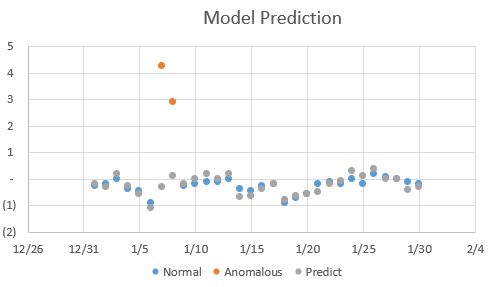 Model Prediction
5
4
3
2
1
-
(1)
(2)
12/26 12/31 1/5 1/10 1/15 1/20 1/25 1/30 2/4
Normal Anomalous Predict